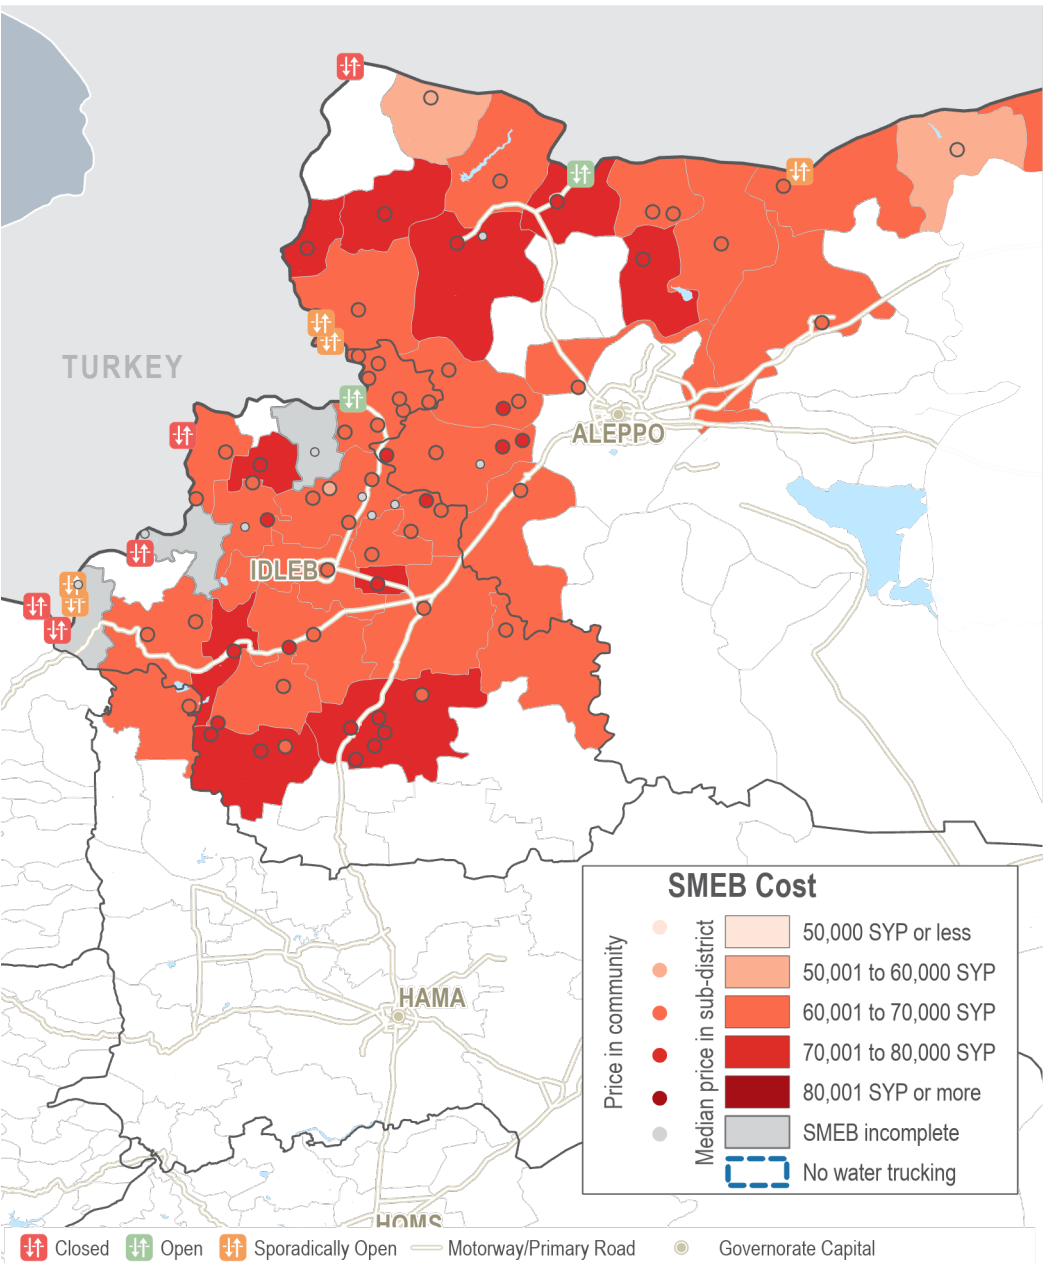 TURKEY
ALEPPO
IDLEB
HAMA
HOMS
SMEB Cost
Price in community
Median price in sub-district
50,000 SYP or less
50,001 to 60,000 SYP
60,001 to 70,000 SYP
70,001 to 80,000 SYP
80,001 SYP or more
SMEB incomplete
No water trucking
Closed
Open
Sporadically Open
Motorway/Primary Road
Governorate Capital